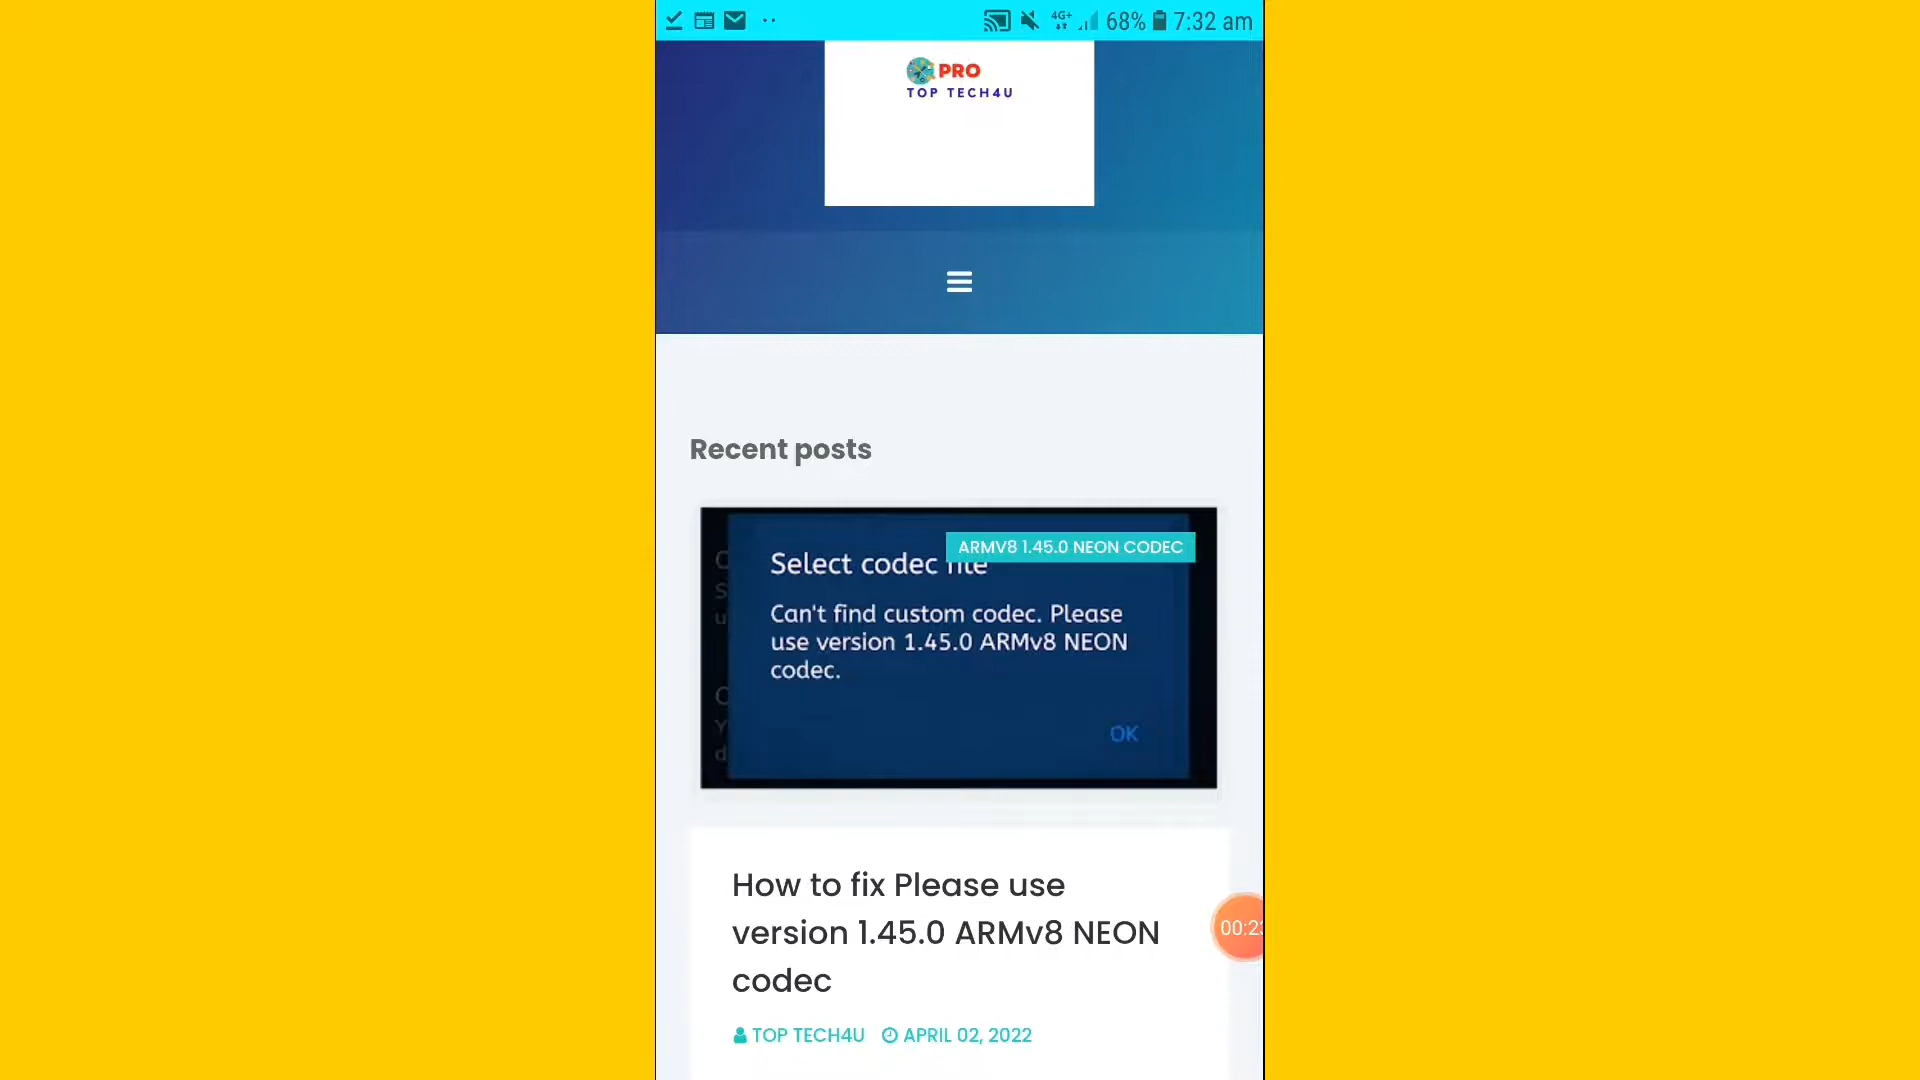 68% 7:32 am
PRO
TOP TECH4U
Recent posts
ARMV8 1.45.0 NEON CODEC
Select codec file
Can't find custom codec. Please
use version 1.45.0 ARMv8 NEON
codec.
OK
How to fix Please use
version 1.45.0 ARMv8 NEON
codec
TOP TECH4U APRIL 02, 2022